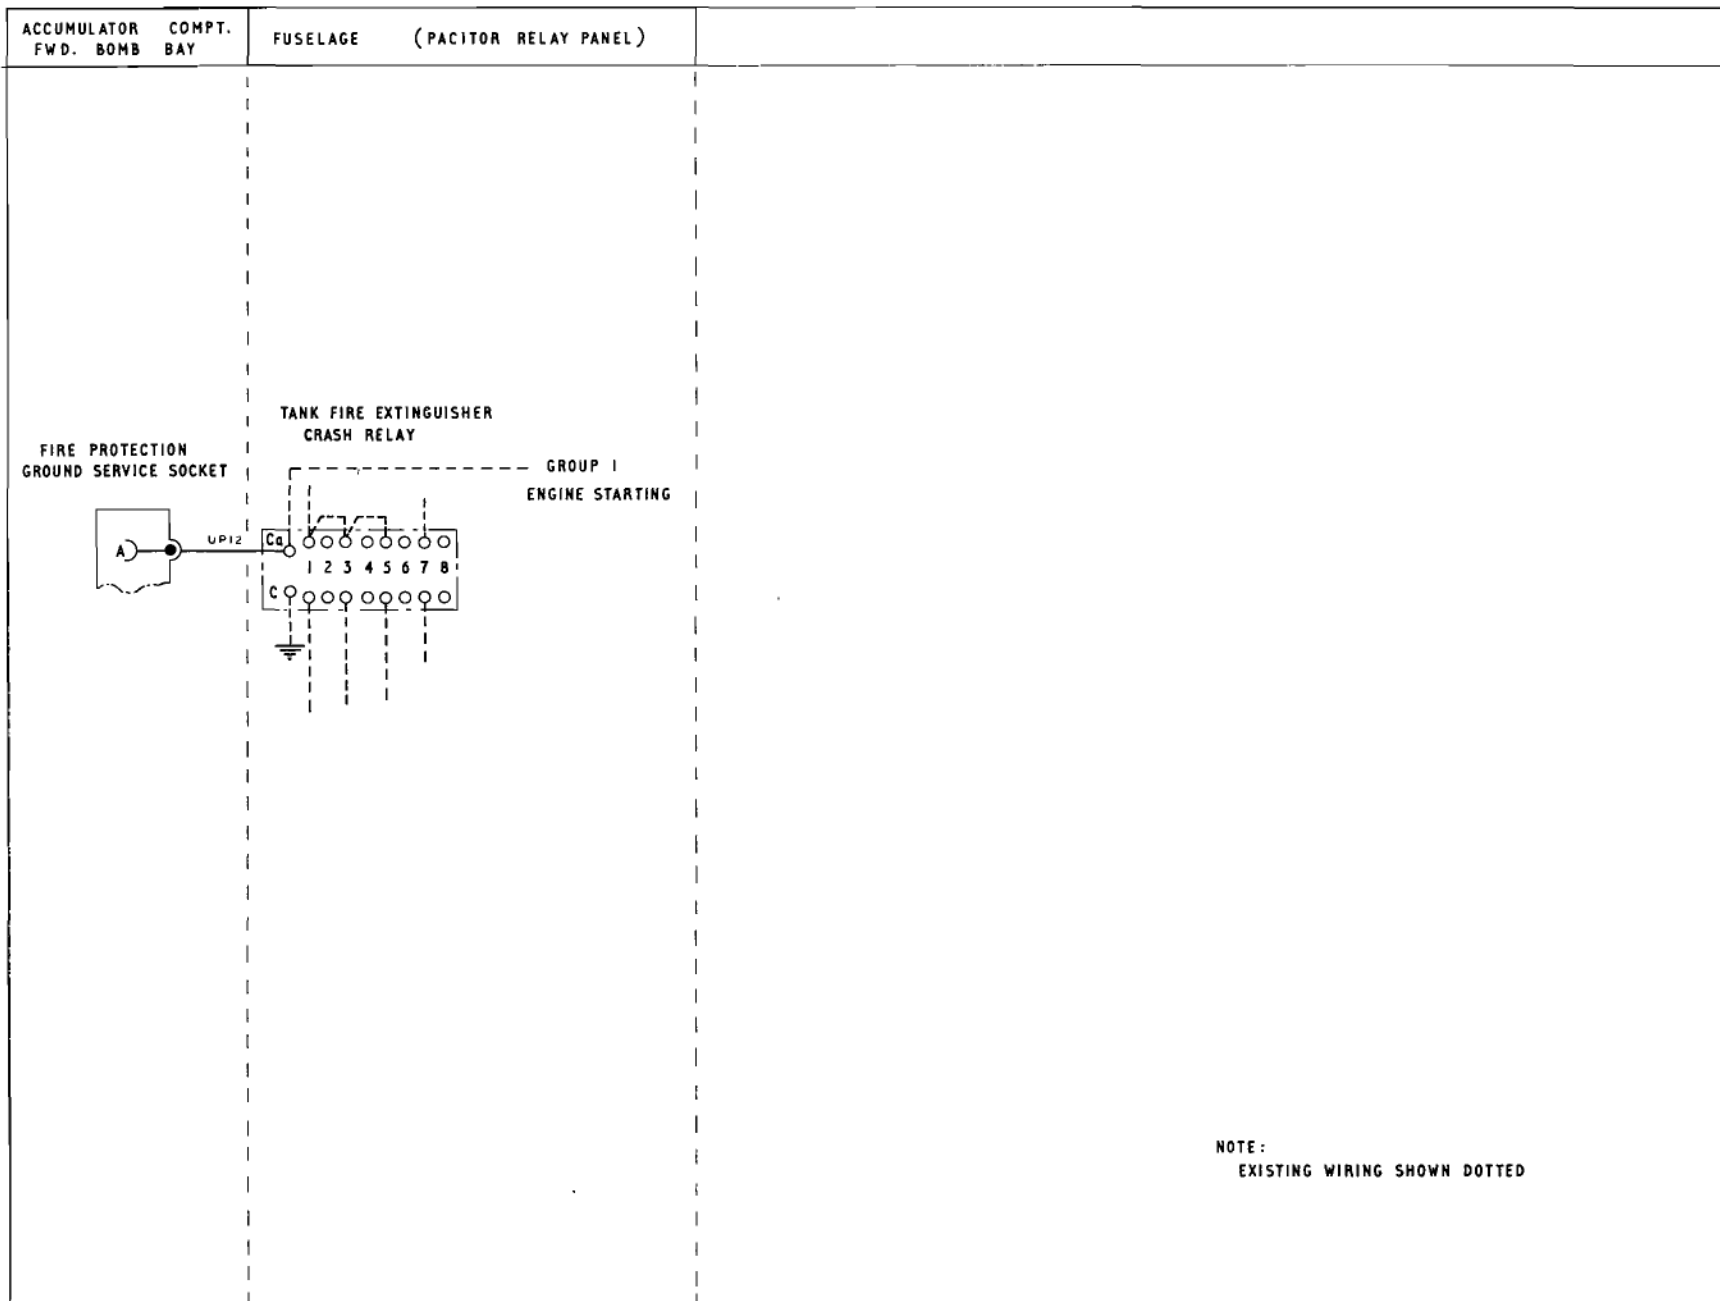 ACCUMULATOR COMPT.
FWD. BOMB BAY
FUSELAGE (PACITOR RELAY PANEL)
TANK FIRE EXTINGUISHER
CRASH RELAY
FIRE PROTECTION
GROUND SERVICE SOCKET
GROUP 1
ENGINE STARTING
A
UP12
Ca
1 2 3 4 5 6 7 8
C
NOTE:
EXISTING WIRING SHOWN DOTTED